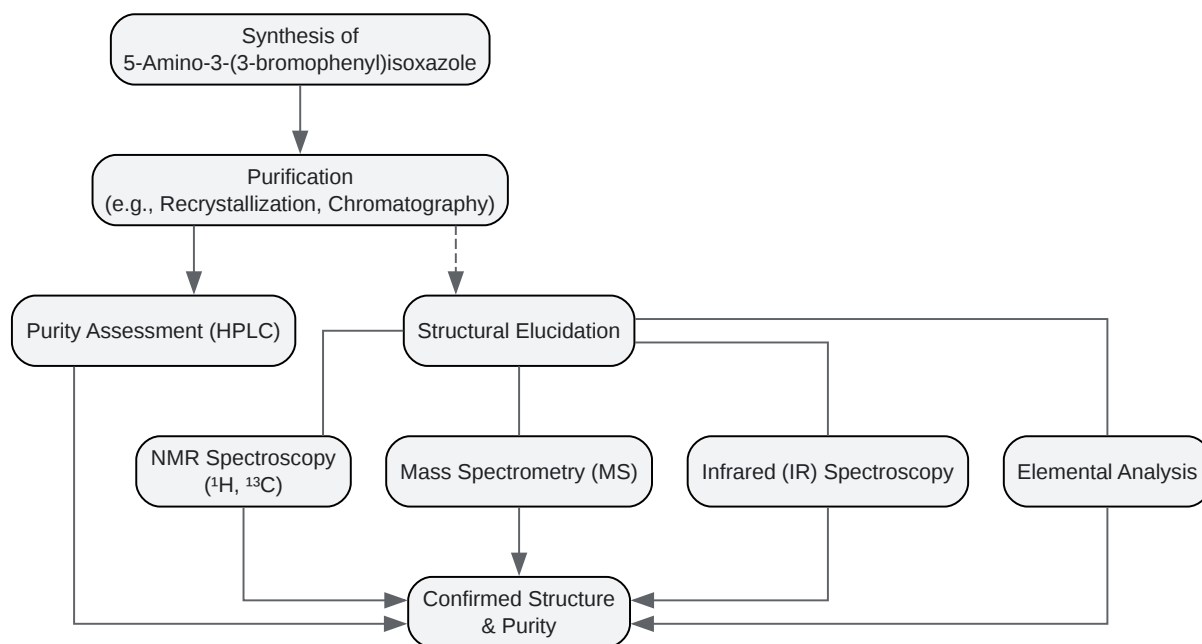 Synthesis of
5-Amino-3-(3-bromophenyl)isoxazole
Purification
(e.g., Recrystallization, Chromatography)
Purity Assessment (HPLC)
Structural Elucidation
NMR Spectroscopy
(¹H, ¹³C)
Mass Spectrometry (MS)
Infrared (IR) Spectroscopy
Elemental Analysis
Confirmed Structure
& Purity